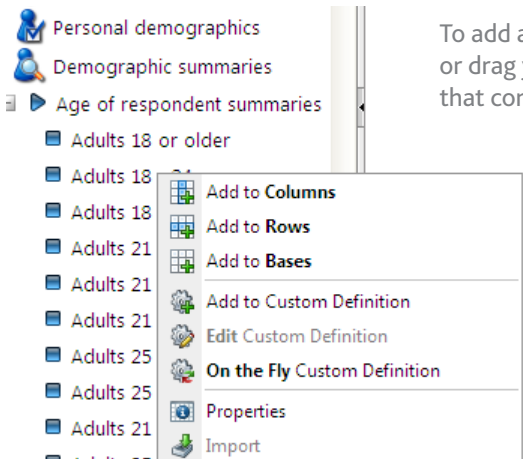 Personal demographics
Demographic summaries
Age of respondent summaries
Adults 18 or older
Adults 18
Adults 18
Adults 21
Adults 21
Adults 21
Adults 25
Adults 25
Adults 21
Add to Columns
Add to Rows
Add to Bases
Add to Custom Definition
Edit Custom Definition
On the Fly Custom Definition
Properties
Import
To add a
or drag
that cor